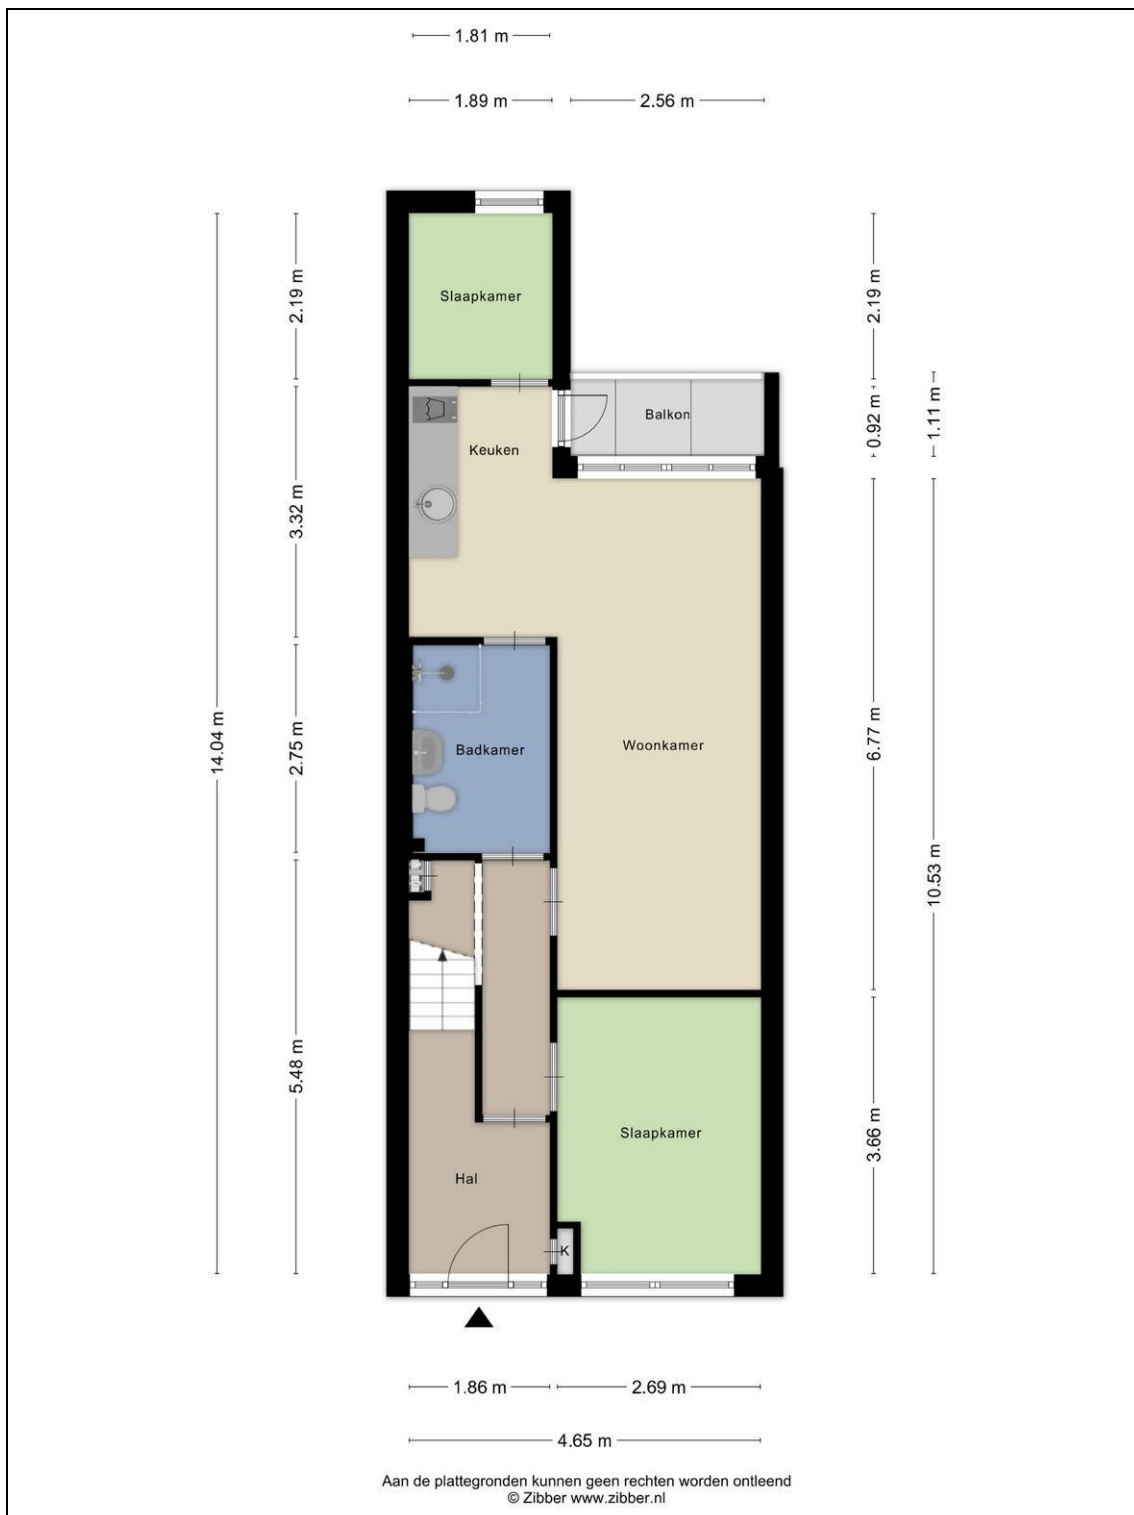 1.81 m
1.89 m
2.56 m
Slaapkamer
2.19 m
2.19 m
Balkon
0.92 m
1.11 m
Keuken
3.32 m
14.04 m
2.75 m
Badkamer
Woonkamer
6.77 m
10.53 m
5.48 m
Slaapkamer
3.66 m
Hal
K
1.86 m
2.69 m
4.65 m
Aan de plattegronden kunnen geen rechten worden ontleend
© Zibber www.zibber.nl